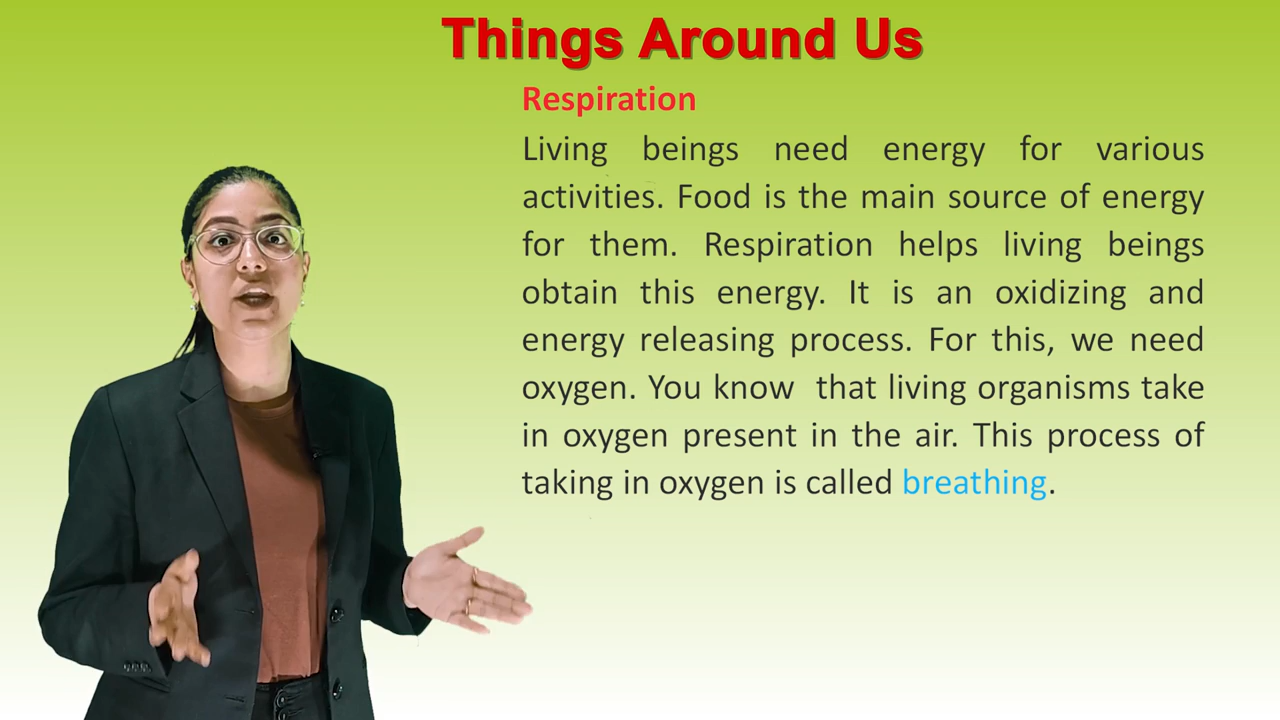 Things Around Us
Respiration
Living beings need energy for various
activities. Food is the main source of energy
for them. Respiration helps living beings
obtain this energy. It is an oxidizing and
energy releasing process. For this, we need
oxygen. You know that living organisms take
in oxygen present in the air. This process of
taking in oxygen is called breathing.